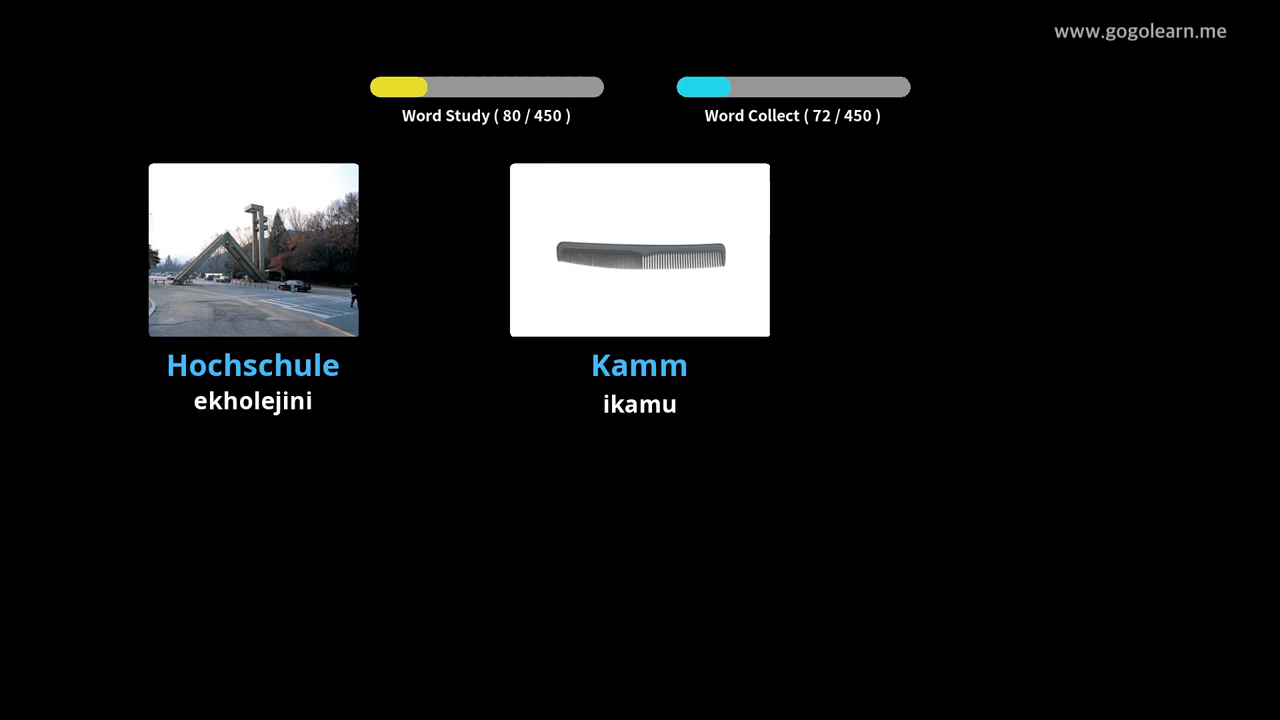 www.gogolearn.me
Word Study ( 80 / 450 )
Word Collect ( 72 / 450 )
Hochschule
ekholejini
Kamm
ikamu